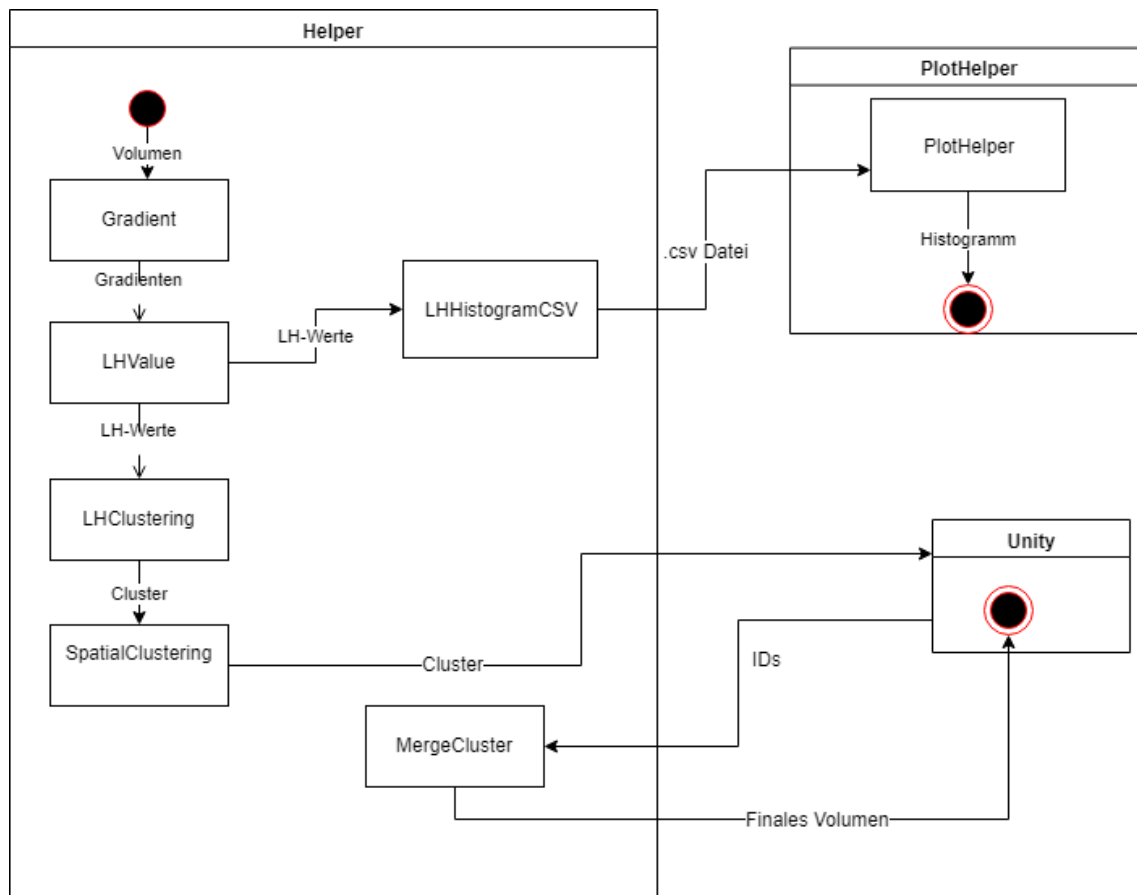 Helper
PlotHelper
PlotHelper
Volumen
Gradient
Histogramm
.csv Datei
Gradienten
LHHistogramCSV
LH-Werte
LHValue
LH-Werte
LHClustering
Unity
Cluster
SpatialClustering
Cluster
IDs
MergeCluster
Finales Volumen